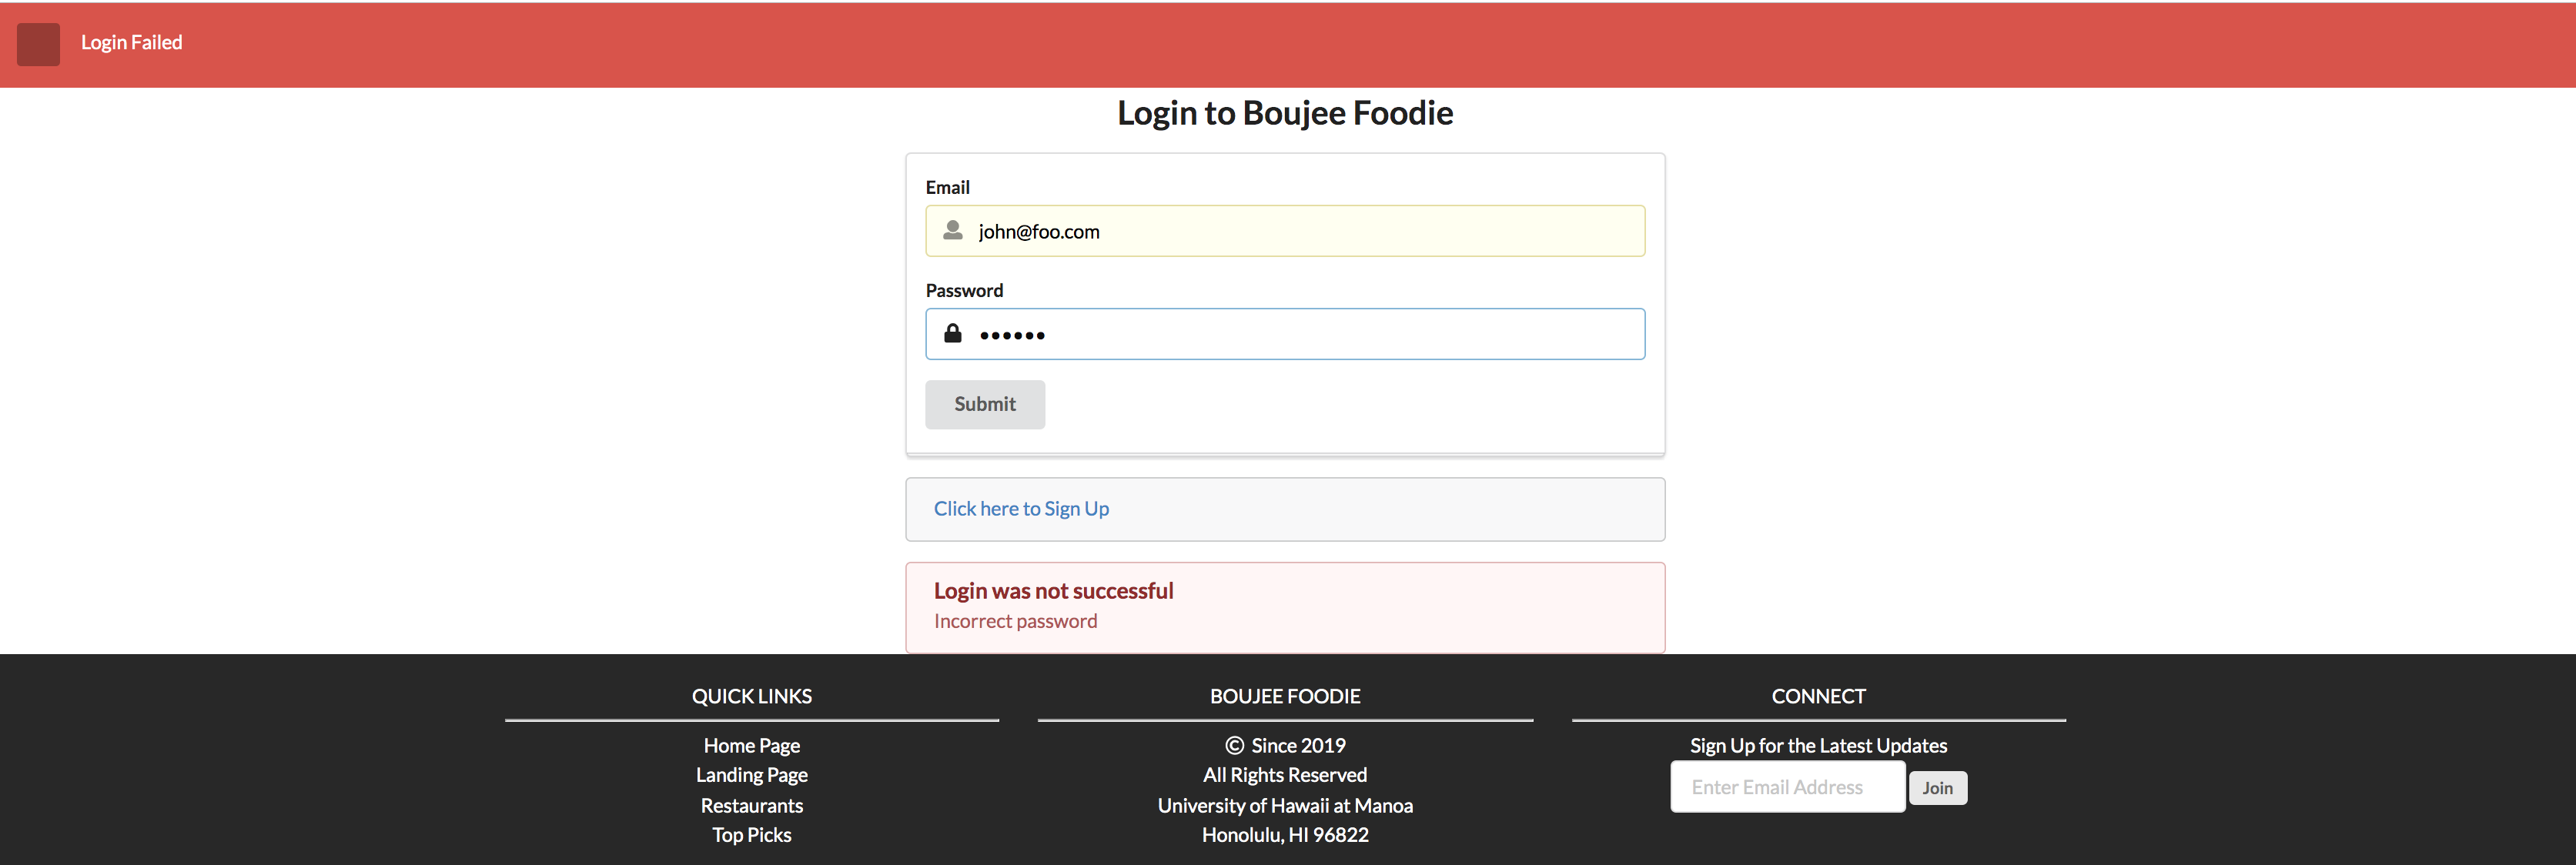 Login Failed
Login to Boujee Foodie
Email
john@foo.com
Password
••••••
Submit
Click here to Sign Up
Login was not successful
Incorrect password
QUICK LINKS
Home Page
Landing Page
Restaurants
Top Picks
BOUJEE FOODIE
© Since 2019
All Rights Reserved
University of Hawaii at Manoa
Honolulu, HI 96822
CONNECT
Sign Up for the Latest Updates
Enter Email Address Join